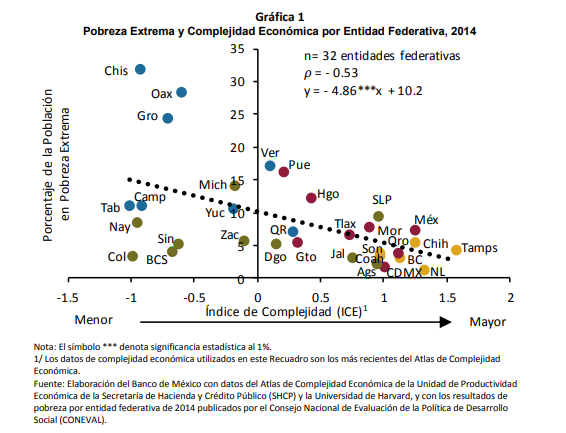 Gráfica 1
Pobreza Extrema y Complejidad Económica por Entidad Federativa, 2014
Porcentaje de la Población
en Pobreza Extrema
35
30
25
20
15
10
5
0
n= 32 entidades federativas
ρ = - 0.53
y = - 4.86***x + 10.2
Chis
Oax
Gro
Ver
Pue
Mich
Hgo
SLP
Camp
Tab
Yuc
Nay
Zac
QR
Tlax
Mor
Méx
Sin
Qro
Chih
Tamps
Col
BCS
Dgo
Gto
Jal
Son
Coah
BC
Ags
CDMX
NL
-1.5 -1 -0.5 0 0.5 1 1.5 2
Índice de Complejidad (ICE)1
Menor Mayor
Nota: El símbolo *** denota significancia estadística al 1%.
1/ Los datos de complejidad económica utilizados en este Recuadro son los más recientes del Atlas de Complejidad
Económica.
Fuente: Elaboración del Banco de México con datos del Atlas de Complejidad Económica de la Unidad de Productividad
Económica de la Secretaría de Hacienda y Crédito Público (SHCP) y la Universidad de Harvard, y con los resultados de
pobreza por entidad federativa de 2014 publicados por el Consejo Nacional de Evaluación de la Política de Desarrollo
Social (CONEVAL).